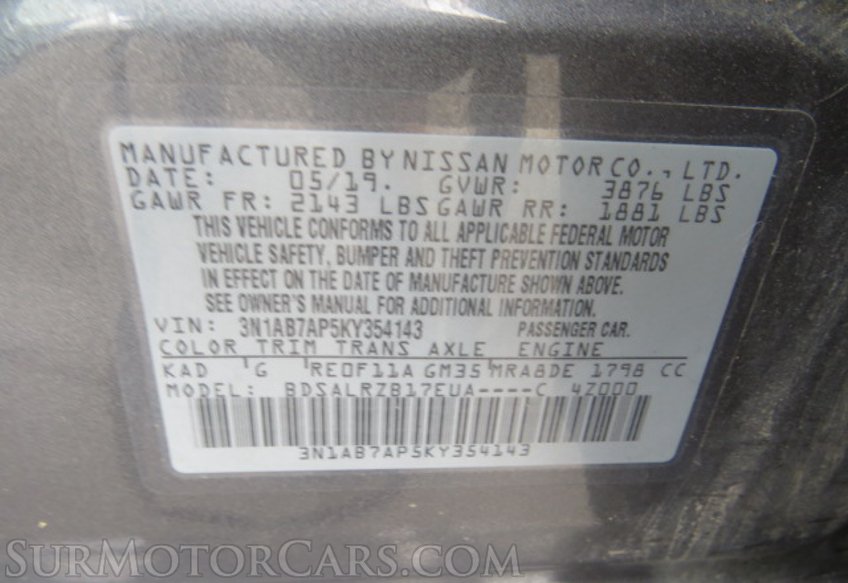 MANUFACTURED BY NISSAN MOTOR CO., LTD.
DATE: 05/19. GVWR: 3876 LBS
GAWR FR: 2143 LBS GAWR RR: 1881 LBS
THIS VEHICLE CONFORMS TO ALL APPLICABLE FEDERAL MOTOR
VEHICLE SAFETY, BUMPER AND THEFT PREVENTION STANDARDS
IN EFFECT ON THE DATE OF MANUFACTURE SHOWN ABOVE.
SEE OWNER'S MANUAL FOR ADDITIONAL INFORMATION.
VIN: 3N1AB7AP5KY354143 PASSENGER CAR.
COLOR TRIM TRANS AXLE ENGINE
KAD G RE0F11A GM35 MRA8DE 1798 CC
MODEL: BDSALRZB17EUA----C 4Z000
3N1AB7AP5KY354143
SURMOTORCARS.COM